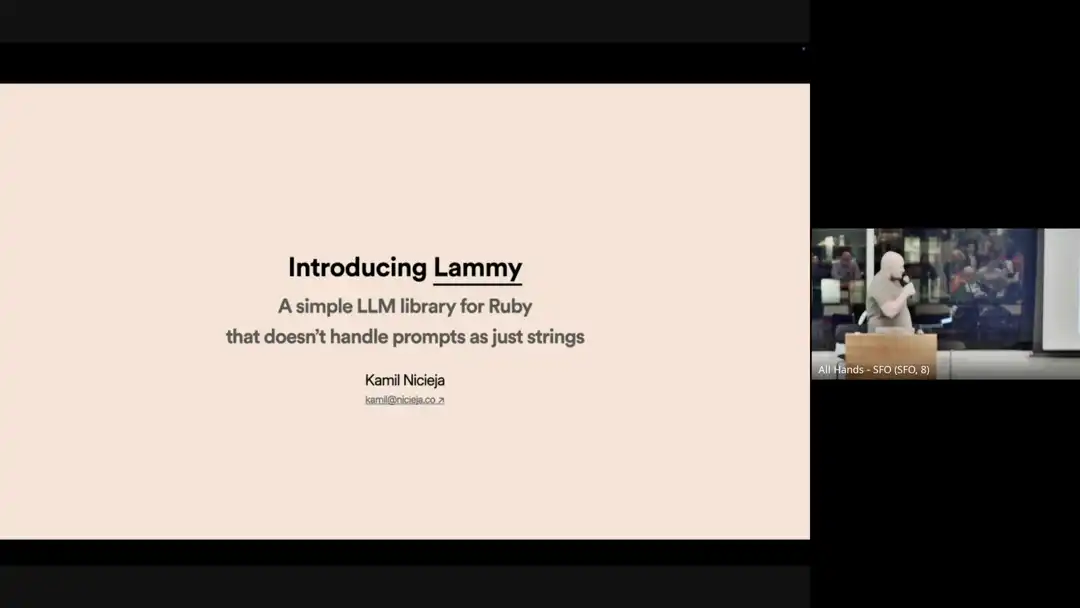 Introducing Lammy
A simple LLM library for Ruby
that doesn’t handle prompts as just strings
Kamil Nicieja
kamil@nicieja.co ↗
All Hands - SFO (SFO, 8)